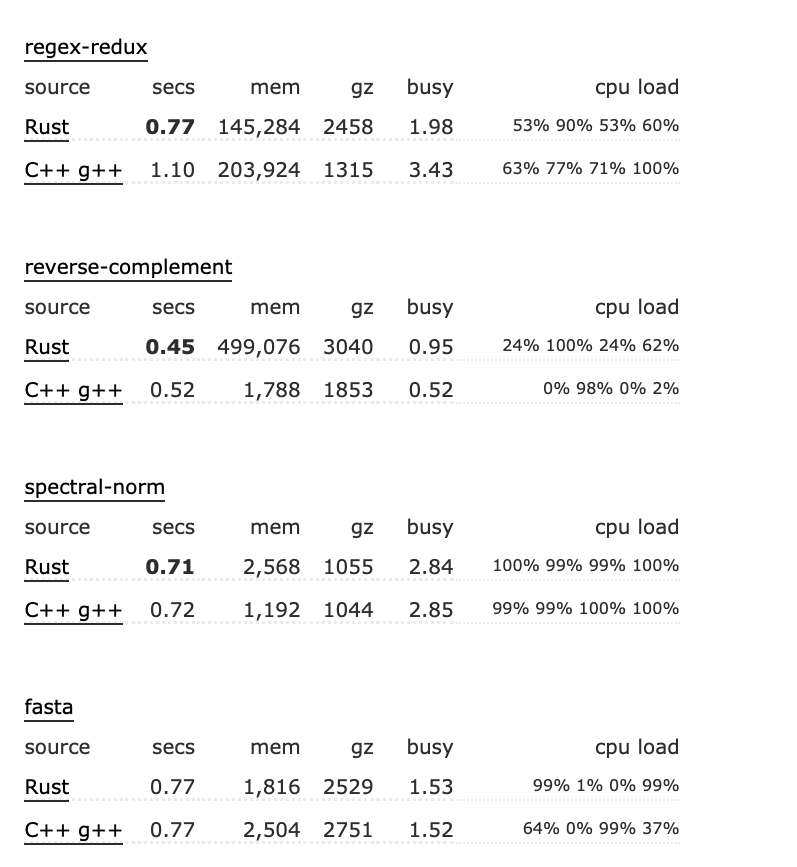 regex-redux
source secs mem gz busy cpu load
Rust 0.77 145,284 2458 1.98 53% 90% 53% 60%
C++ g++ 1.10 203,924 1315 3.43 63% 77% 71% 100%
reverse-complement
source secs mem gz busy cpu load
Rust 0.45 499,076 3040 0.95 24% 100% 24% 62%
C++ g++ 0.52 1,788 1853 0.52 0% 98% 0% 2%
spectral-norm
source secs mem gz busy cpu load
Rust 0.71 2,568 1055 2.84 100% 99% 99% 100%
C++ g++ 0.72 1,192 1044 2.85 99% 99% 100% 100%
fasta
source secs mem gz busy cpu load
Rust 0.77 1,816 2529 1.53 99% 1% 0% 99%
C++ g++ 0.77 2,504 2751 1.52 64% 0% 99% 37%